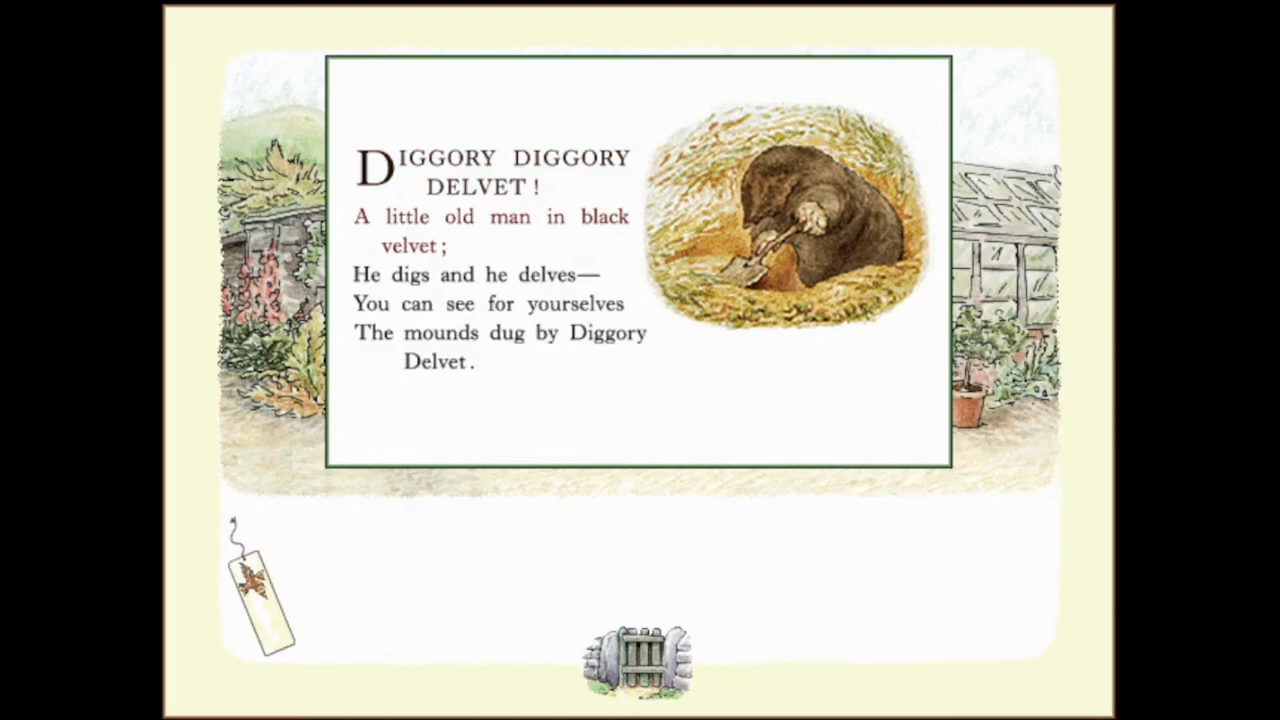 DIGGORY DIGGORY
DELVET!
A little old man in black
velvet;
He digs and he delves—
You can see for yourselves
The mounds dug by Diggory
Delvet.